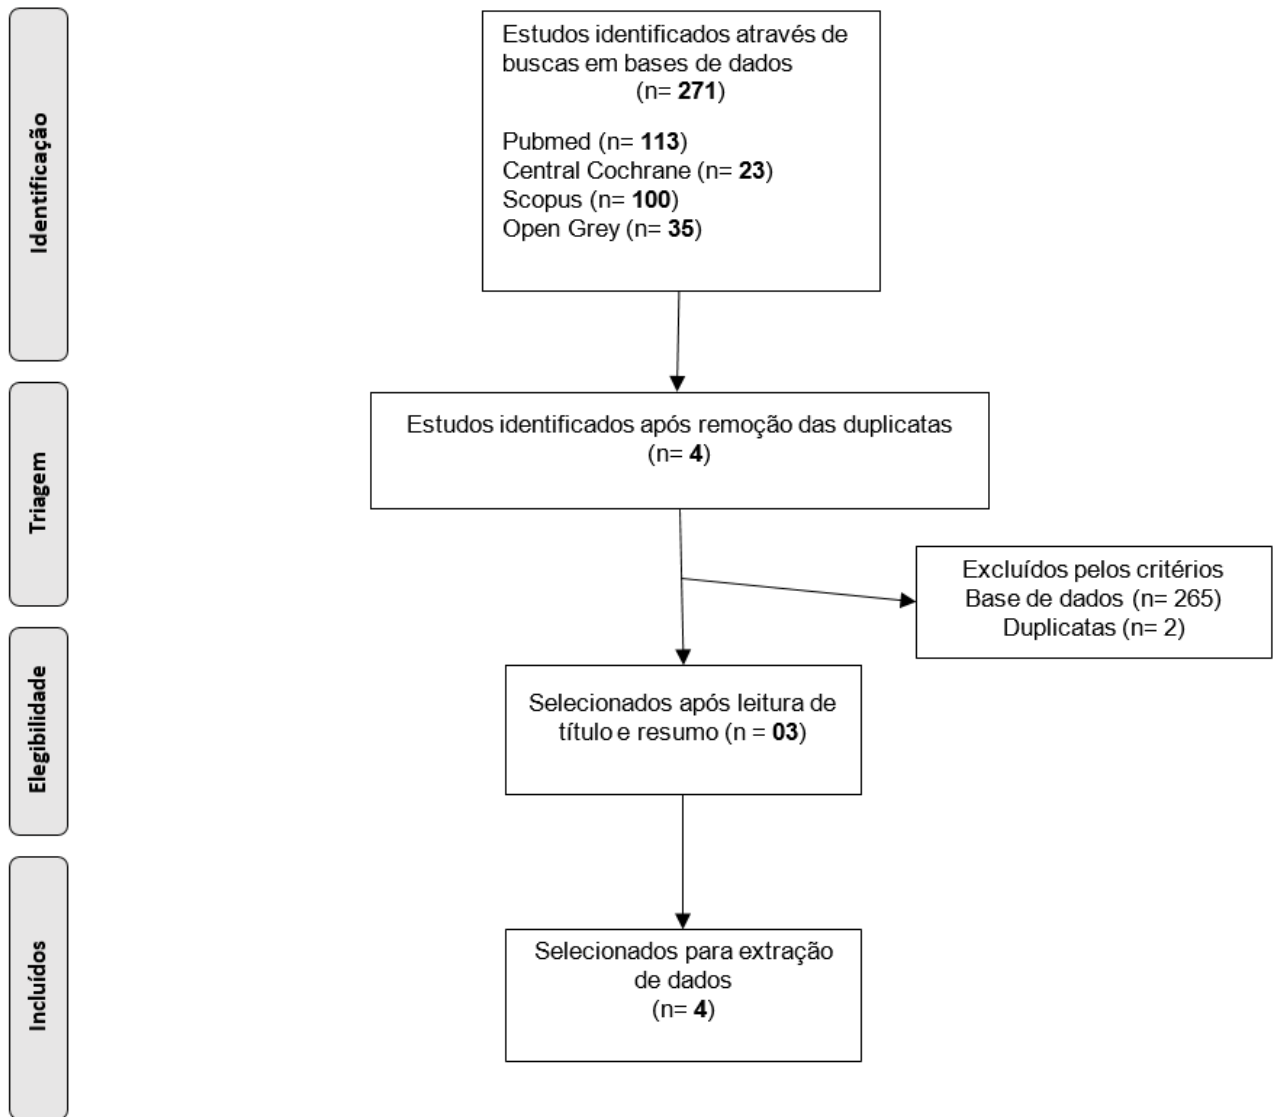 Identificação
Estudos identificados através de
buscas em bases de dados
(n= 271)
Pubmed (n= 113)
Central Cochrane (n= 23)
Scopus (n= 100)
Open Grey (n= 35)
Triagem
Estudos identificados após remoção das duplicatas
(n= 4)
Excluídos pelos critérios
Base de dados (n= 265)
Duplicatas (n= 2)
Elegibilidade
Selecionados após leitura de
título e resumo (n = 03)
Incluídos
Selecionados para extração
de dados
(n= 4)